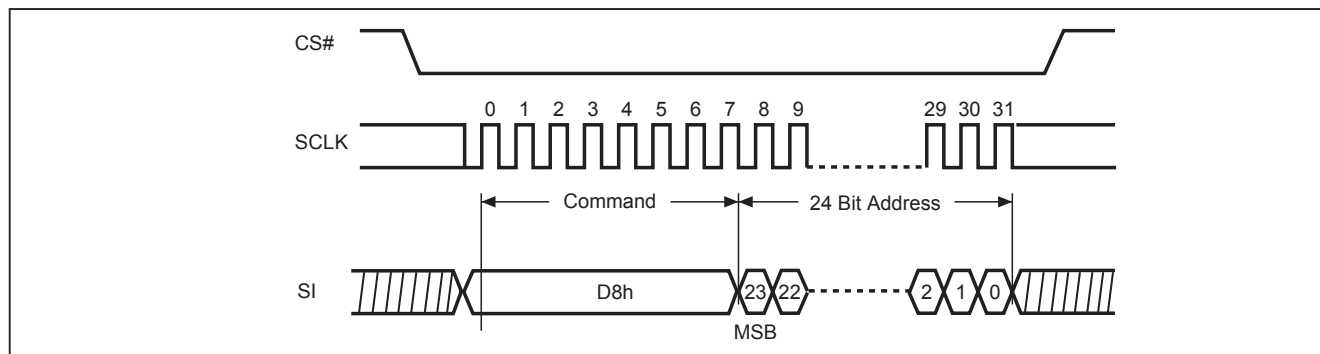 CS#
0 1 2 3 4 5 6 7 8 9 29 30 31
SCLK
Command 24 Bit Address
SI D8h 23 22 2 1 0
MSB